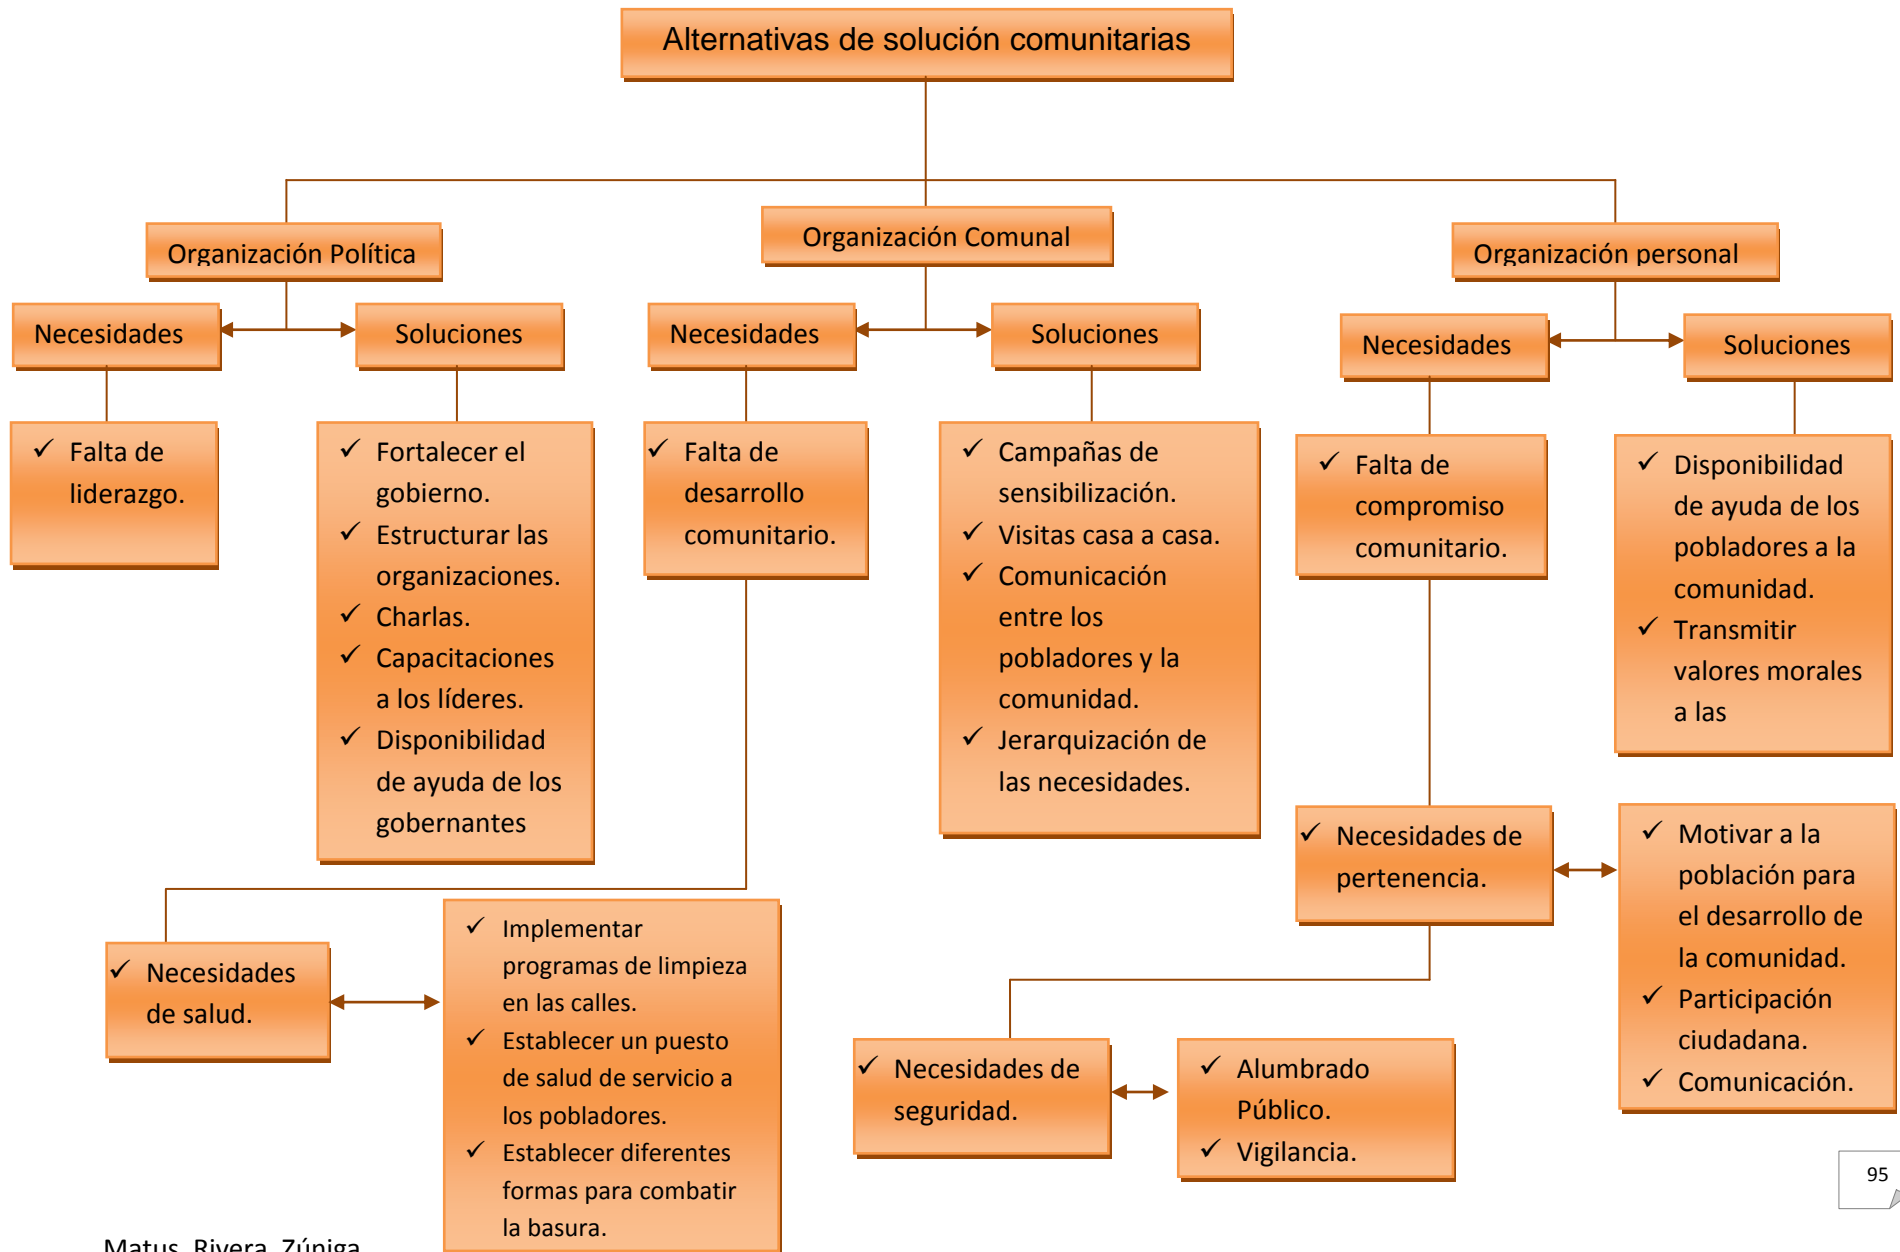 Alternativas de solución comunitarias
Organización Política
Organización Comunal
Organización personal
Necesidades
Soluciones
Necesidades
Soluciones
Necesidades
Soluciones
✓ Falta de
liderazgo.
✓ Fortalecer el
gobierno.
✓ Estructurar las
organizaciones.
✓ Charlas.
✓ Capacitaciones
a los líderes.
✓ Disponibilidad
de ayuda de los
gobernantes
✓ Falta de
desarrollo
comunitario.
✓ Campañas de
sensibilización.
✓ Visitas casa a casa.
✓ Comunicación
entre los
pobladores y la
comunidad.
✓ Jerarquización de
las necesidades.
✓ Falta de
compromiso
comunitario.
✓ Disponibilidad
de ayuda de los
pobladores a la
comunidad.
✓ Transmitir
valores morales
a las
✓ Necesidades de
pertenencia.
✓ Motivar a la
población para
el desarrollo de
la comunidad.
✓ Participación
ciudadana.
✓ Comunicación.
✓ Necesidades
de salud.
✓ Implementar
programas de limpieza
en las calles.
✓ Establecer un puesto
de salud de servicio a
los pobladores.
✓ Establecer diferentes
formas para combatir
la basura.
✓ Necesidades de
seguridad.
✓ Alumbrado
Público.
✓ Vigilancia.
95
Matus, Rivera, Zúniga